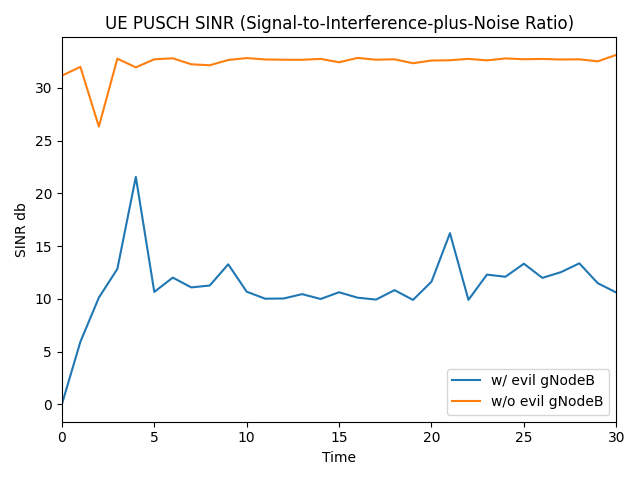 UE PUSCH SINR (Signal-to-Interference-plus-Noise Ratio)
SINR db
30
25
20
15
10
5
0
w/ evil gNodeB
w/o evil gNodeB
0 5 10 15 20 25 30
Time